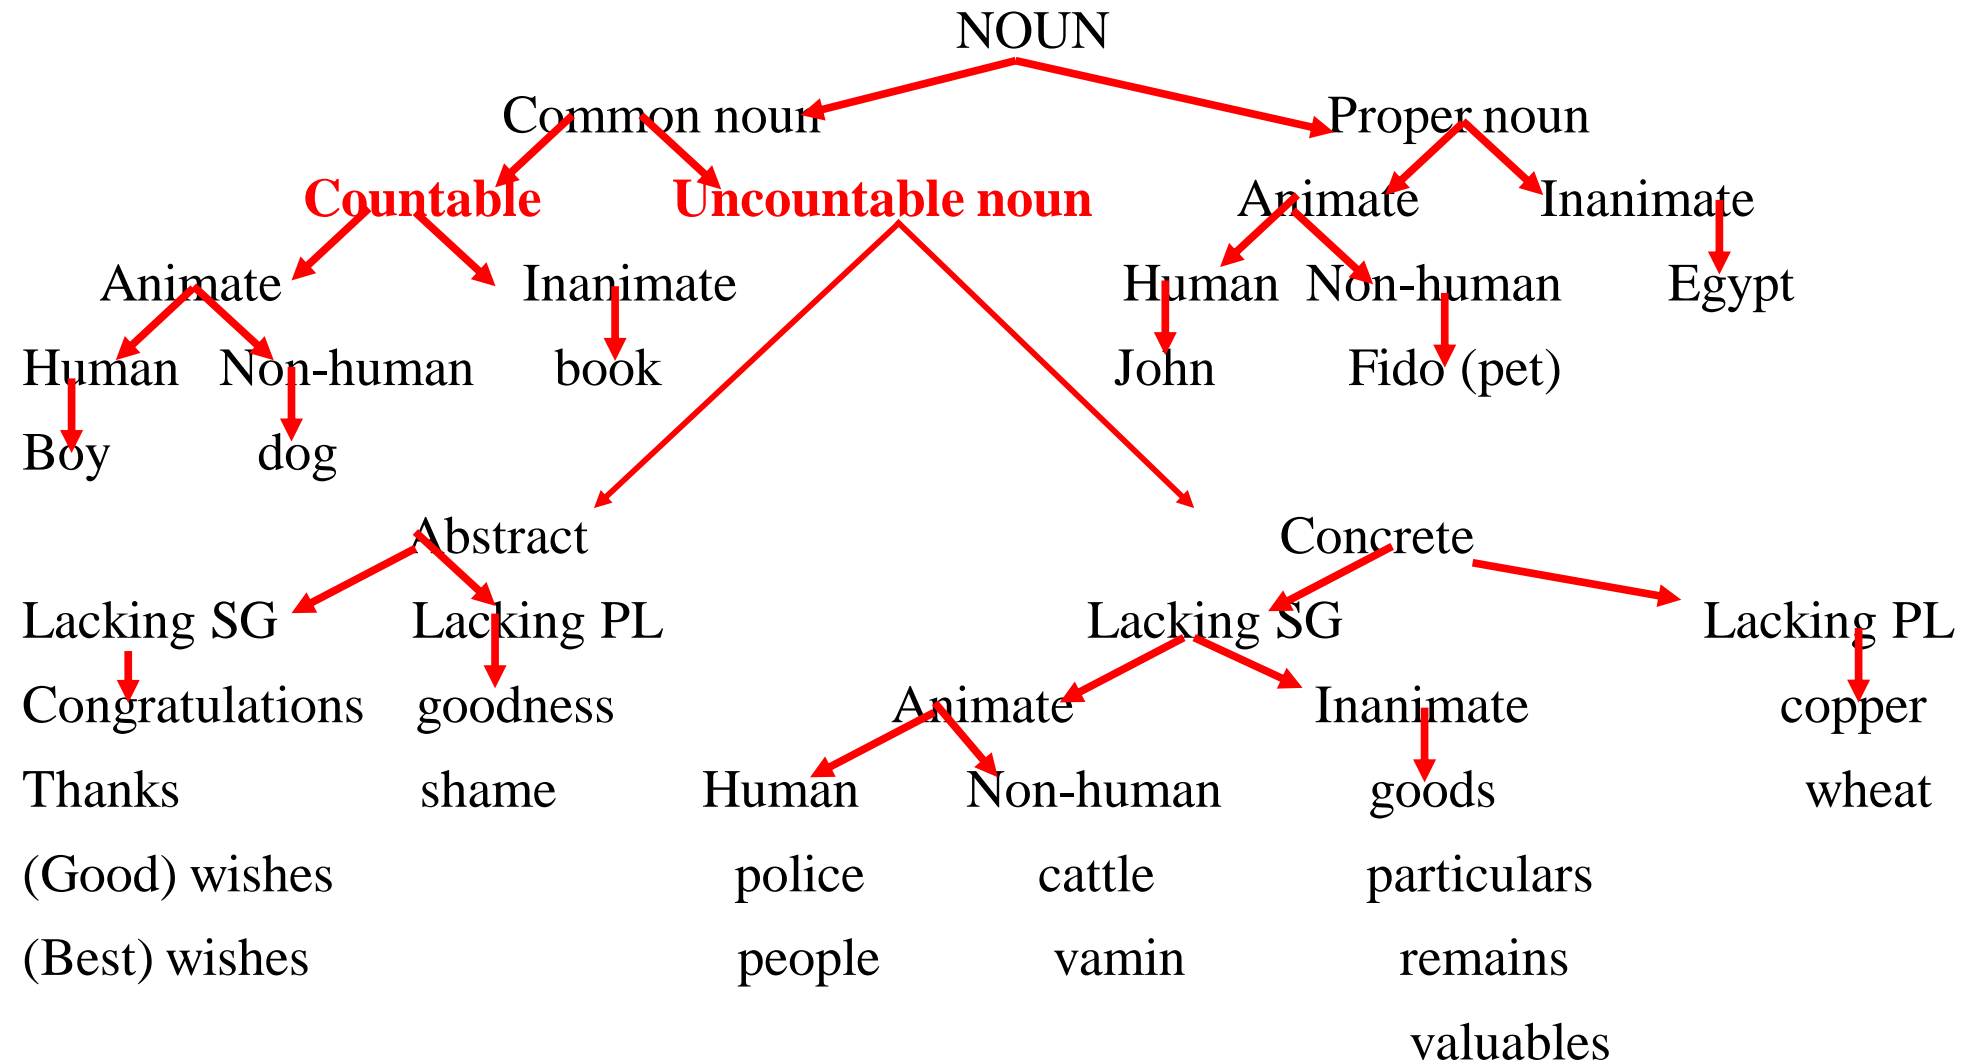 NOUN
Common noun Proper noun
Countable Uncountable noun Animate Inanimate
Animate Inanimate Human Non-human Egypt
Human Non-human book John Fido (pet)
Boy dog
Abstract Concrete
Lacking SG Lacking PL Lacking SG Lacking PL
Congratulations goodness Animate Inanimate copper
Thanks shame Human Non-human goods wheat
(Good) wishes police cattle particulars
(Best) wishes people vamin remains
valuables